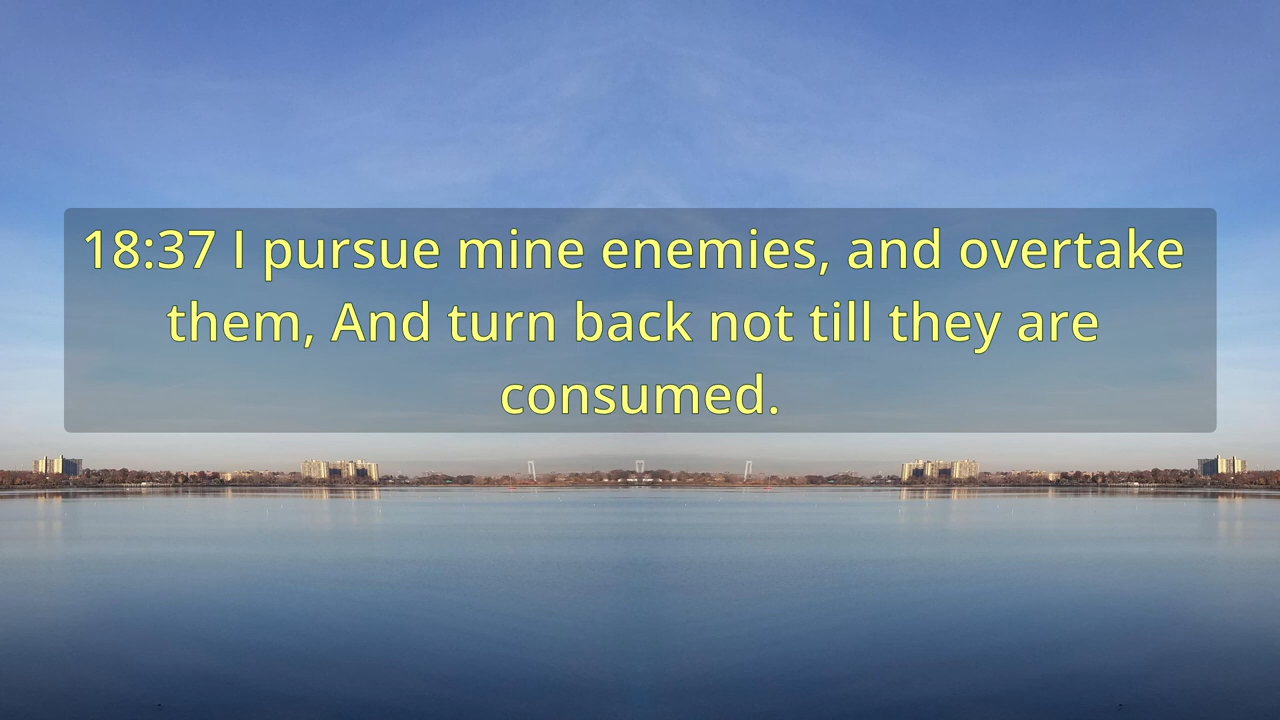 18:37 I pursue mine enemies, and overtake
them, And turn back not till they are
consumed.